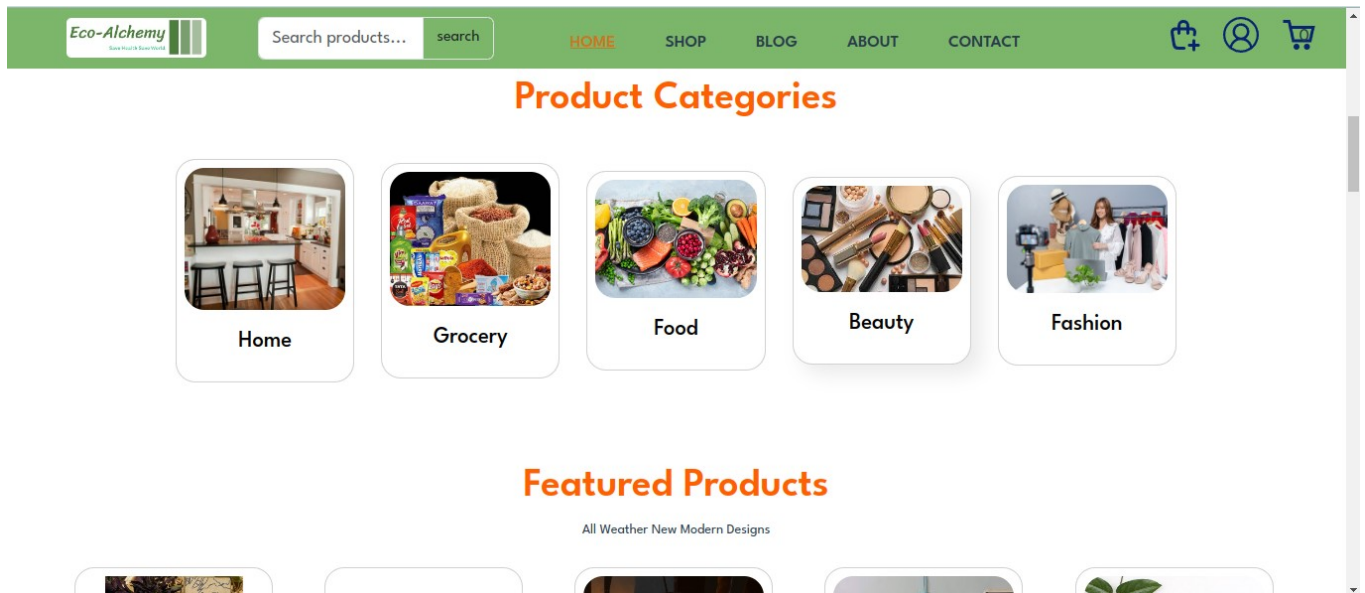 Eco-Alchemy
Search products...
search
HOME
SHOP
BLOG
ABOUT
CONTACT
0
Product Categories
Home
Grocery
Food
Beauty
Fashion
Featured Products
All Weather New Modern Designs